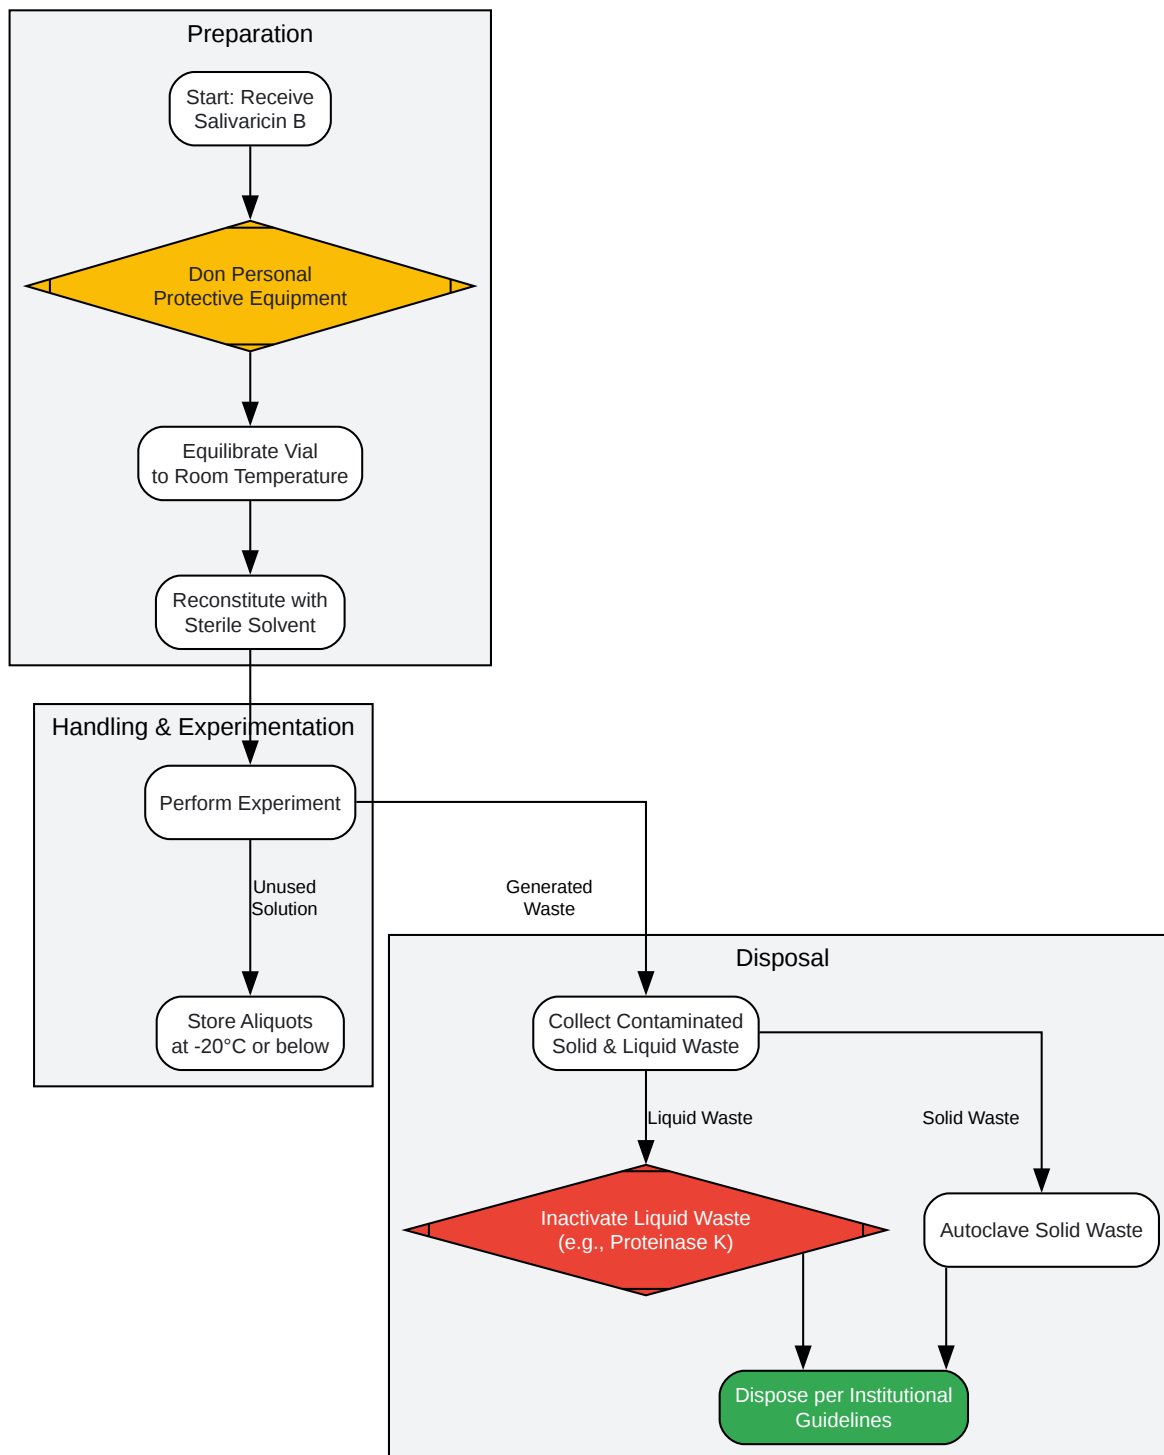 Preparation
Start: Receive
Salivaricin B
Don Personal
Protective Equipment
Equilibrate Vial
to Room Temperature
Reconstitute with
Sterile Solvent
Handling & Experimentation
Perform Experiment
Unused
Solution
Generated
Waste
Store Aliquots
at -20°C or below
Disposal
Collect Contaminated
Solid & Liquid Waste
Liquid Waste
Solid Waste
Inactivate Liquid Waste
(e.g., Proteinase K)
Autoclave Solid Waste
Dispose per Institutional
Guidelines